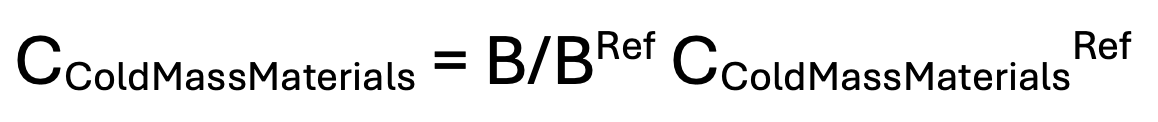 C_ColdMassMaterials = B/B^Ref C_ColdMassMaterials^Ref